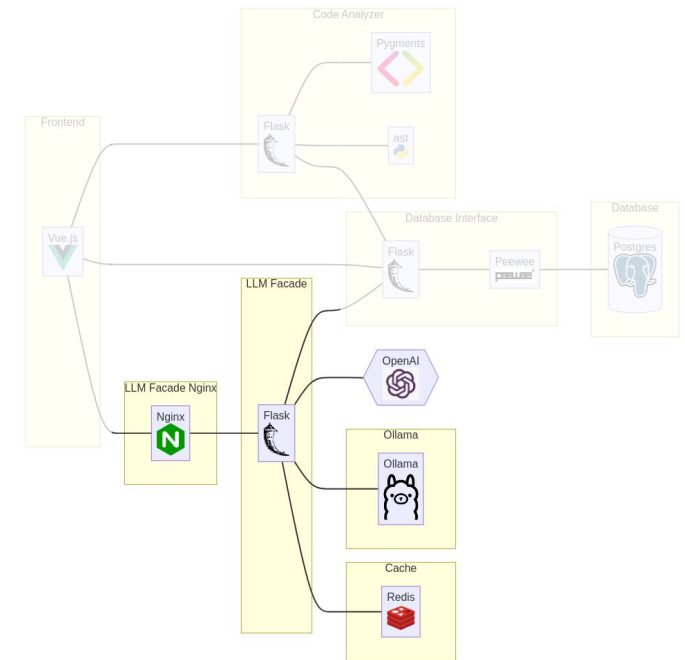 Code Analyzer
Pygments
Frontend
Flask
ast
Database
Database Interface
Vue.js
Flask
Postgres
Peewee
peewee
LLM Facade
OpenAI
LLM Facade Nginx
Nginx
N
Flask
Ollama
Ollama
Cache
Redis